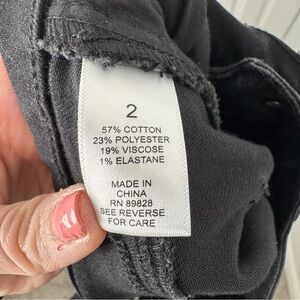 2
57% COTTON
23% POLYESTER
19% VISCOSE
1% ELASTANE
MADE IN
CHINA
RN 89828
SEE REVERSE
FOR CARE